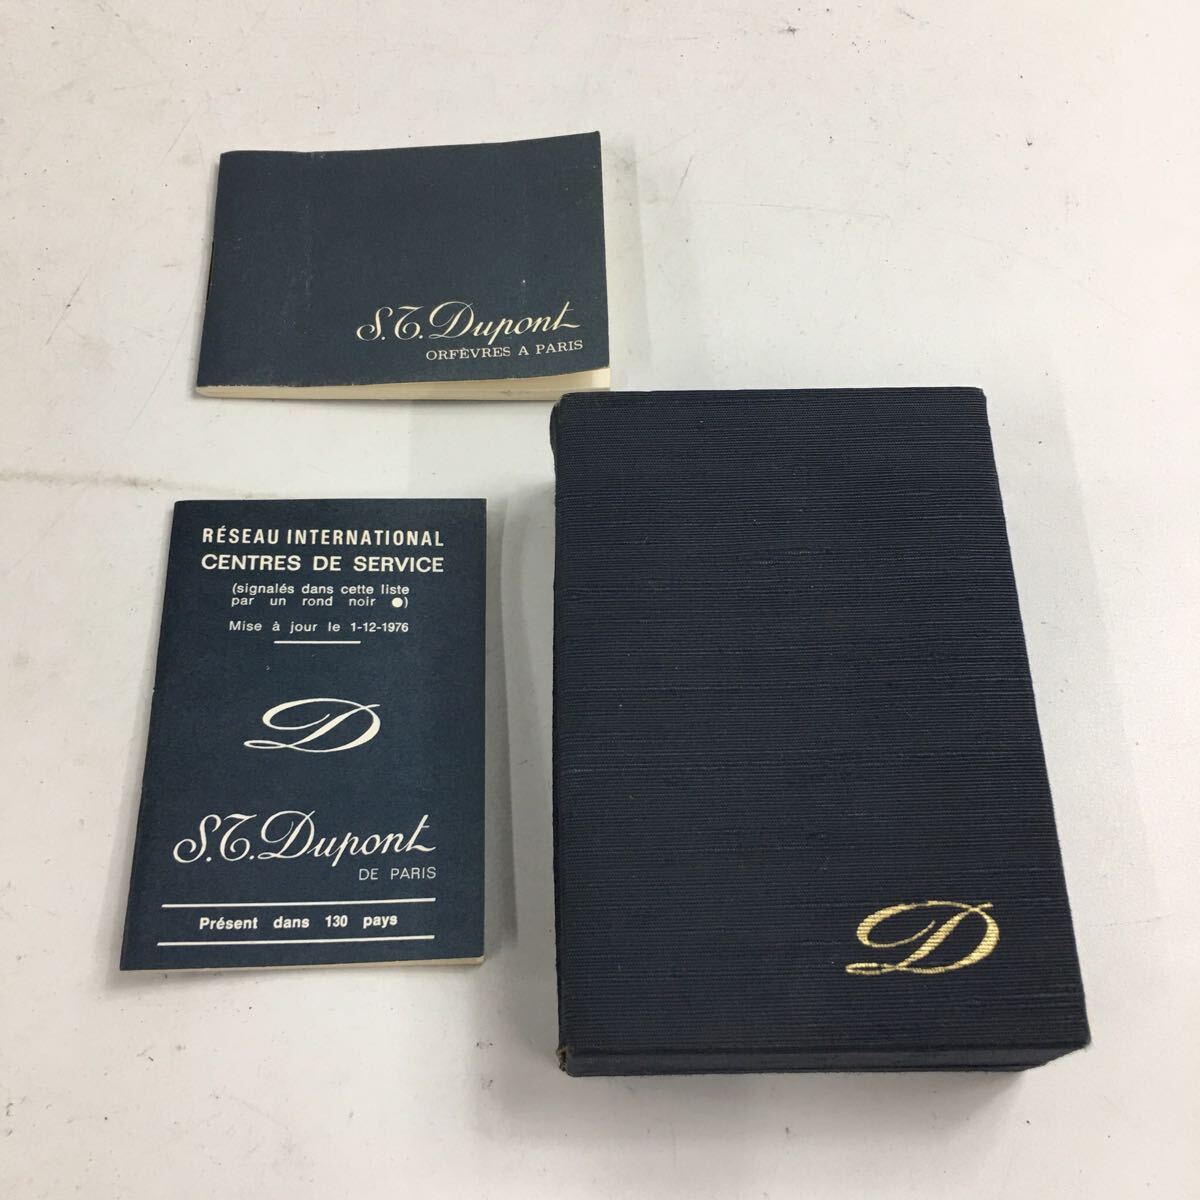 S.T. Dupont
ORFÈVRES A PARIS
RÉSEAU INTERNATIONAL
CENTRES DE SERVICE
(signalés dans cette liste
par un rond noir ●)
Mise à jour le 1-12-1976
D
S.T. Dupont
DE PARIS
Présent dans 130 pays
D